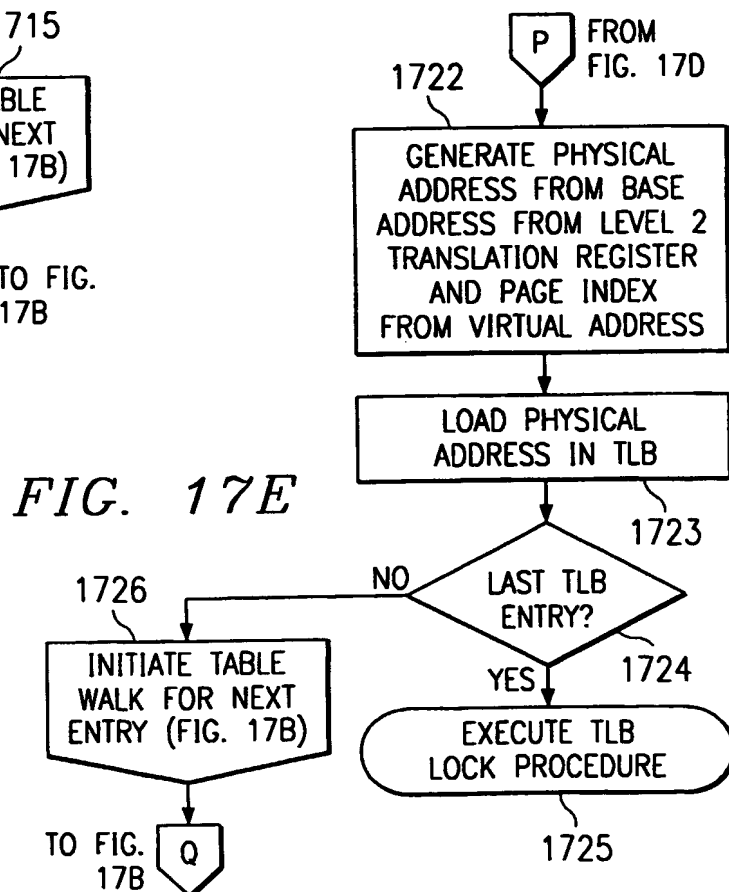 715
BLE
NEXT
17B)
TO FIG.
17B
P
FROM
FIG. 17D
1722
GENERATE PHYSICAL
ADDRESS FROM BASE
ADDRESS FROM LEVEL 2
TRANSLATION REGISTER
AND PAGE INDEX
FROM VIRTUAL ADDRESS
LOAD PHYSICAL
ADDRESS IN TLB
1723
FIG. 17E
LAST TLB
ENTRY?
1724
NO
YES
1726
INITIATE TABLE
WALK FOR NEXT
ENTRY (FIG. 17B)
EXECUTE TLB
LOCK PROCEDURE
1725
TO FIG.
17B
Q